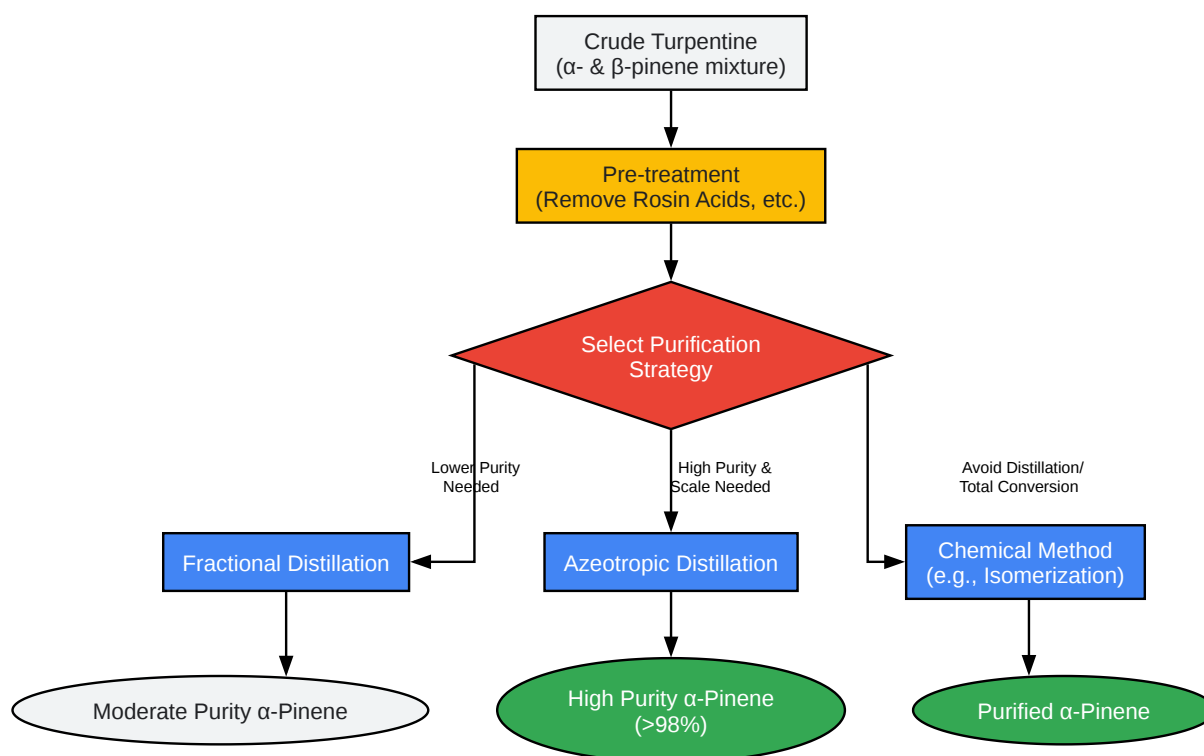 Crude Turpentine
(α- & β-pinene mixture)
Pre-treatment
(Remove Rosin Acids, etc.)
Select Purification
Strategy
Lower Purity
Needed
High Purity &
Scale Needed
Avoid Distillation/
Total Conversion
Fractional Distillation
Azeotropic Distillation
Chemical Method
(e.g., Isomerization)
Moderate Purity α-Pinene
High Purity α-Pinene
(>98%)
Purified α-Pinene